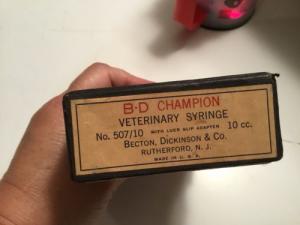 B-D CHAMPION
VETERINARY SYRINGE
No. 507/10 WITH LUER SLIP ADAPTER 10 cc.
BECTON, DICKINSON & Co.
RUTHERFORD, N. J.
MADE IN U. S. A.